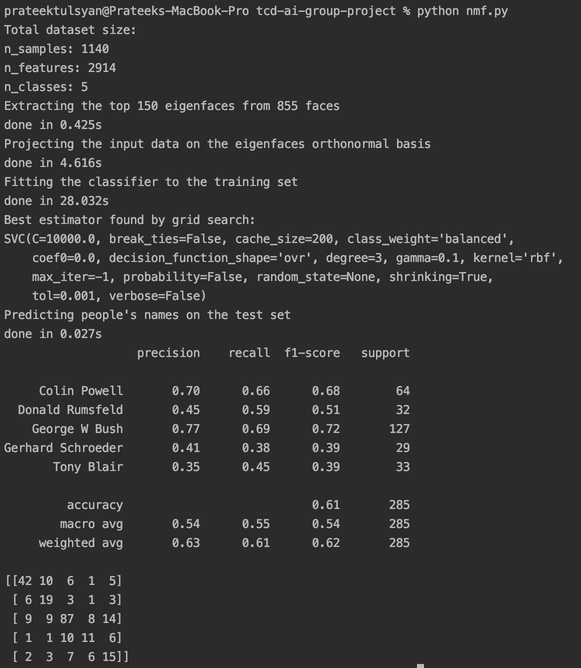 prateektulsyan@Prateeks-MacBook-Pro tcd-ai-group-project % python nmf.py
Total dataset size:
n_samples: 1140
n_features: 2914
n_classes: 5
Extracting the top 150 eigenfaces from 855 faces
done in 0.425s
Projecting the input data on the eigenfaces orthonormal basis
done in 4.616s
Fitting the classifier to the training set
done in 28.032s
Best estimator found by grid search:
SVC(C=10000.0, break_ties=False, cache_size=200, class_weight='balanced',
    coef0=0.0, decision_function_shape='ovr', degree=3, gamma=0.1, kernel='rbf',
    max_iter=-1, probability=False, random_state=None, shrinking=True,
    tol=0.001, verbose=False)
Predicting people's names on the test set
done in 0.027s
                   precision    recall  f1-score   support

     Colin Powell       0.70      0.66      0.68        64
  Donald Rumsfeld       0.45      0.59      0.51        32
    George W Bush       0.77      0.69      0.72       127
Gerhard Schroeder       0.41      0.38      0.39        29
       Tony Blair       0.35      0.45      0.39        33

         accuracy                           0.61       285
        macro avg       0.54      0.55      0.54       285
     weighted avg       0.63      0.61      0.62       285

[[42 10  6  1  5]
 [ 6 19  3  1  3]
 [ 9  9 87  8 14]
 [ 1  1 10 11  6]
 [ 2  3  7  6 15]]